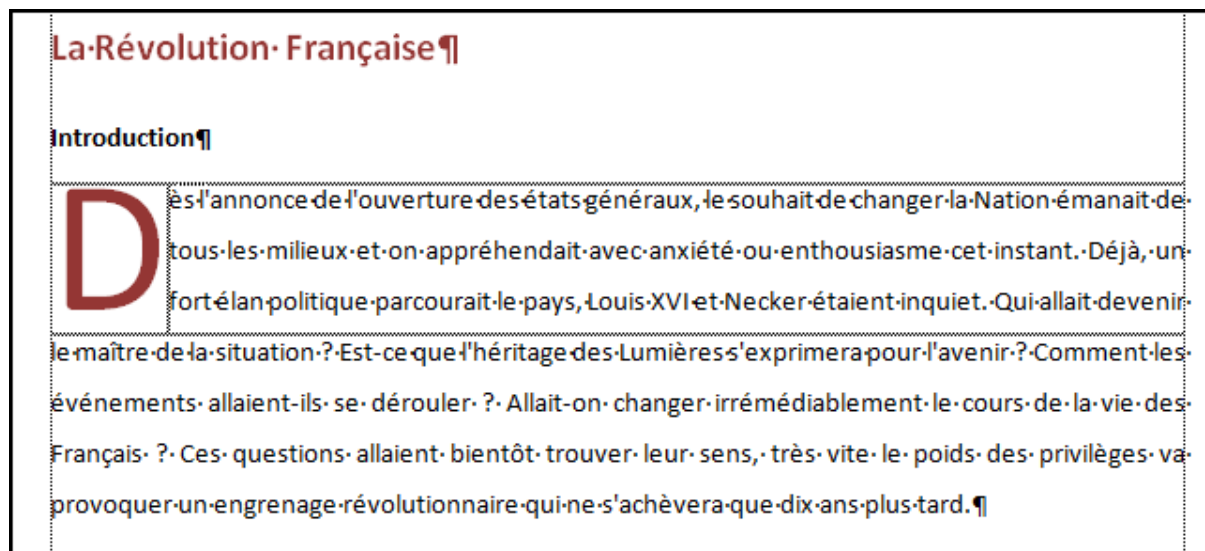 La Révolution Française¶
Introduction¶
Dès l'annonce de l'ouverture des états généraux, le souhait de changer la Nation émanait de
tous les milieux et on appréhendait avec anxiété ou enthousiasme cet instant. Déjà, un
fort élan politique parcourait le pays, Louis XVI et Necker étaient inquiet. Qui allait devenir
le maître de la situation ? Est-ce que l'héritage des Lumières s'exprimera pour l'avenir ? Comment les
événements allaient-ils se dérouler ? Allait-on changer irrémédiablement le cours de la vie des
Français ? Ces questions allaient bientôt trouver leur sens, très vite le poids des privilèges va
provoquer un engrenage révolutionnaire qui ne s'achèvera que dix ans plus tard.¶